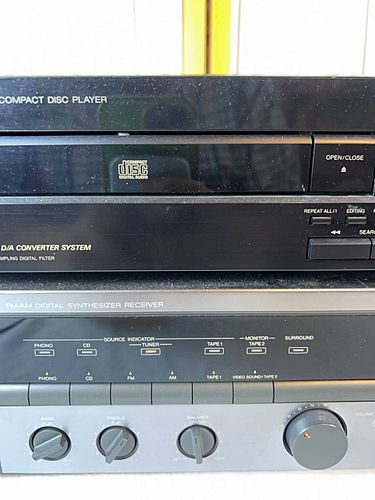 COMPACT DISC PLAYER
OPEN/CLOSE
COMPACT
disc
DIGITAL AUDIO
REPEAT ALL/1
EDITING
D/A CONVERTER SYSTEM
SEAR
MPLING DIGITAL FILTER
FM/AM DIGITAL SYNTHESIZER RECEIVER
SOURCE INDICATOR
MONITOR
PHONO CD TUNER TAPE 1 TAPE 2 SURROUND
PHONO CD FM AM TAPE 1 VIDEO SOUND/TAPE 2
BASS TREBLE BALANCE VOLUME